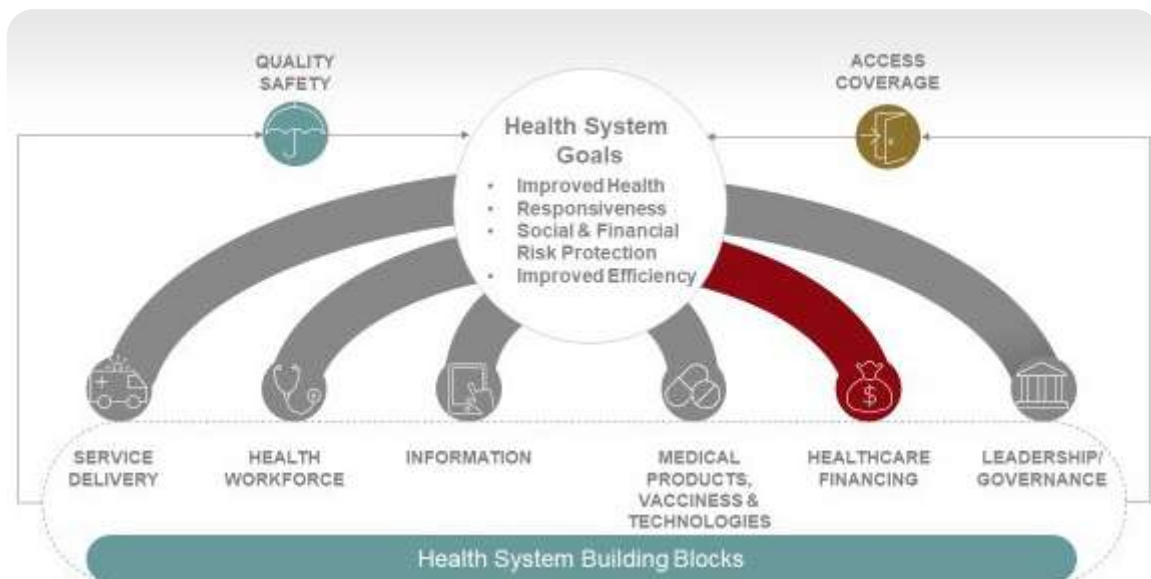 QUALITY
SAFETY
ACCESS
COVERAGE
Health System
Goals
• Improved Health
• Responsiveness
• Social & Financial
Risk Protection
• Improved Efficiency
$
SERVICE
DELIVERY
HEALTH
WORKFORCE
INFORMATION
MEDICAL
PRODUCTS,
VACCINESS &
TECHNOLOGIES
HEALTHCARE
FINANCING
LEADERSHIP/
GOVERNANCE
Health System Building Blocks